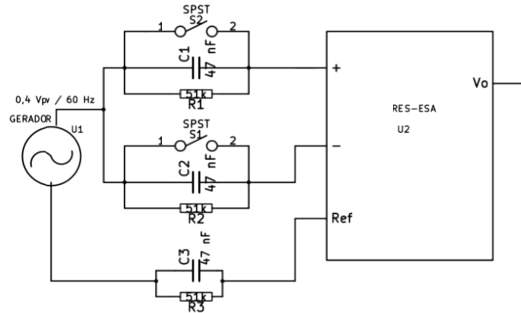 SPST
S2
1
2
C1
47 nF
51k
R1
+
Vo
0,4 Vpv / 60 Hz
GERADOR
U1
RES-ESA
U2
SPST
S1
1
2
C2
47 nF
51k
R2
-
Ref
C3
47 nF
51k
R3